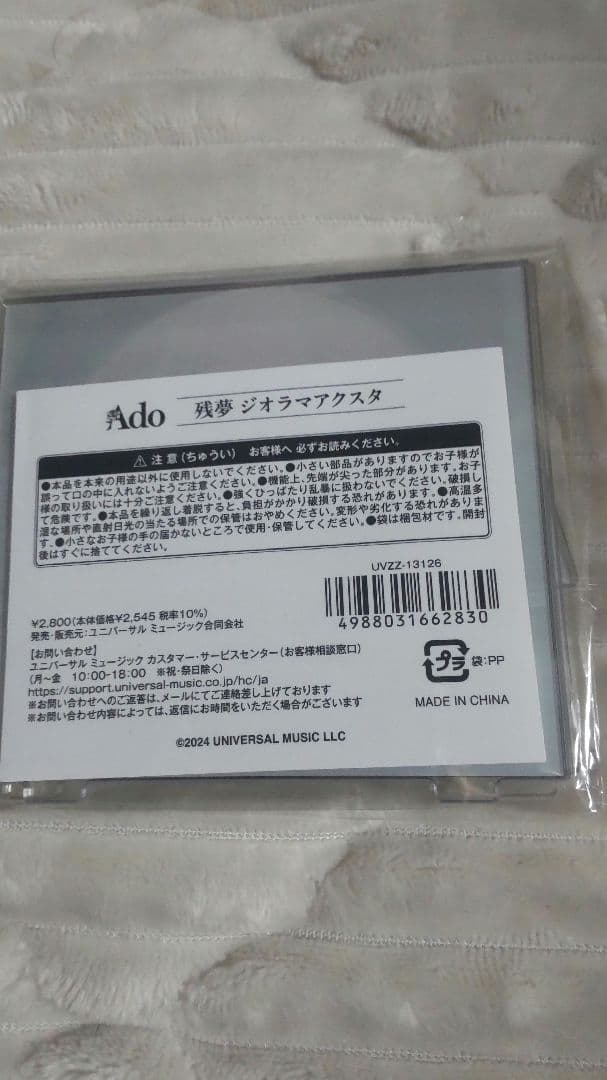 Ado 残夢 ジオラマアクスタ
⚠ 注意(ちゅうい) お客様へ 必ずお読みください。
●本品を本来の用途以外に使用しないでください。●小さい部品がありますのでお子様が
誤って口の中に入れないようご注意ください。●機能上、先端が尖った部分があります。お子
様の取り扱いには十分ご注意ください。●強くひっぱたり乱暴に扱わないでください。破損し
て危険です。●本品を繰り返し着脱すると、負担がかかり破損する恐れがあります。●高温多
湿な場所や直射日光の当たる場所での保管はおやめください。変形や劣化する恐れがありま
す。●小さなお子様の手の届かないところで使用・保管してください。●袋は梱包材です。開封
後はすぐに捨ててください。
UVZZ-13126
4988031662830
¥2,800(本体価格¥2,545 税率10%)
発売・販売元:ユニバーサル ミュージック合同会社
【お問い合わせ】
ユニバーサル ミュージック カスタマー・サービスセンター(お客様相談窓口)
(月~金 10:00-18:00 ※祝・祭日除く)
https://support.universal-music.co.jp/hc/ja
※お問い合わせへのご返答は、メールにてご連絡差し上げております
※お問い合わせ内容によっては、返信にお時間をいただく場合がございます
プラ 袋:PP
MADE IN CHINA
©2024 UNIVERSAL MUSIC LLC